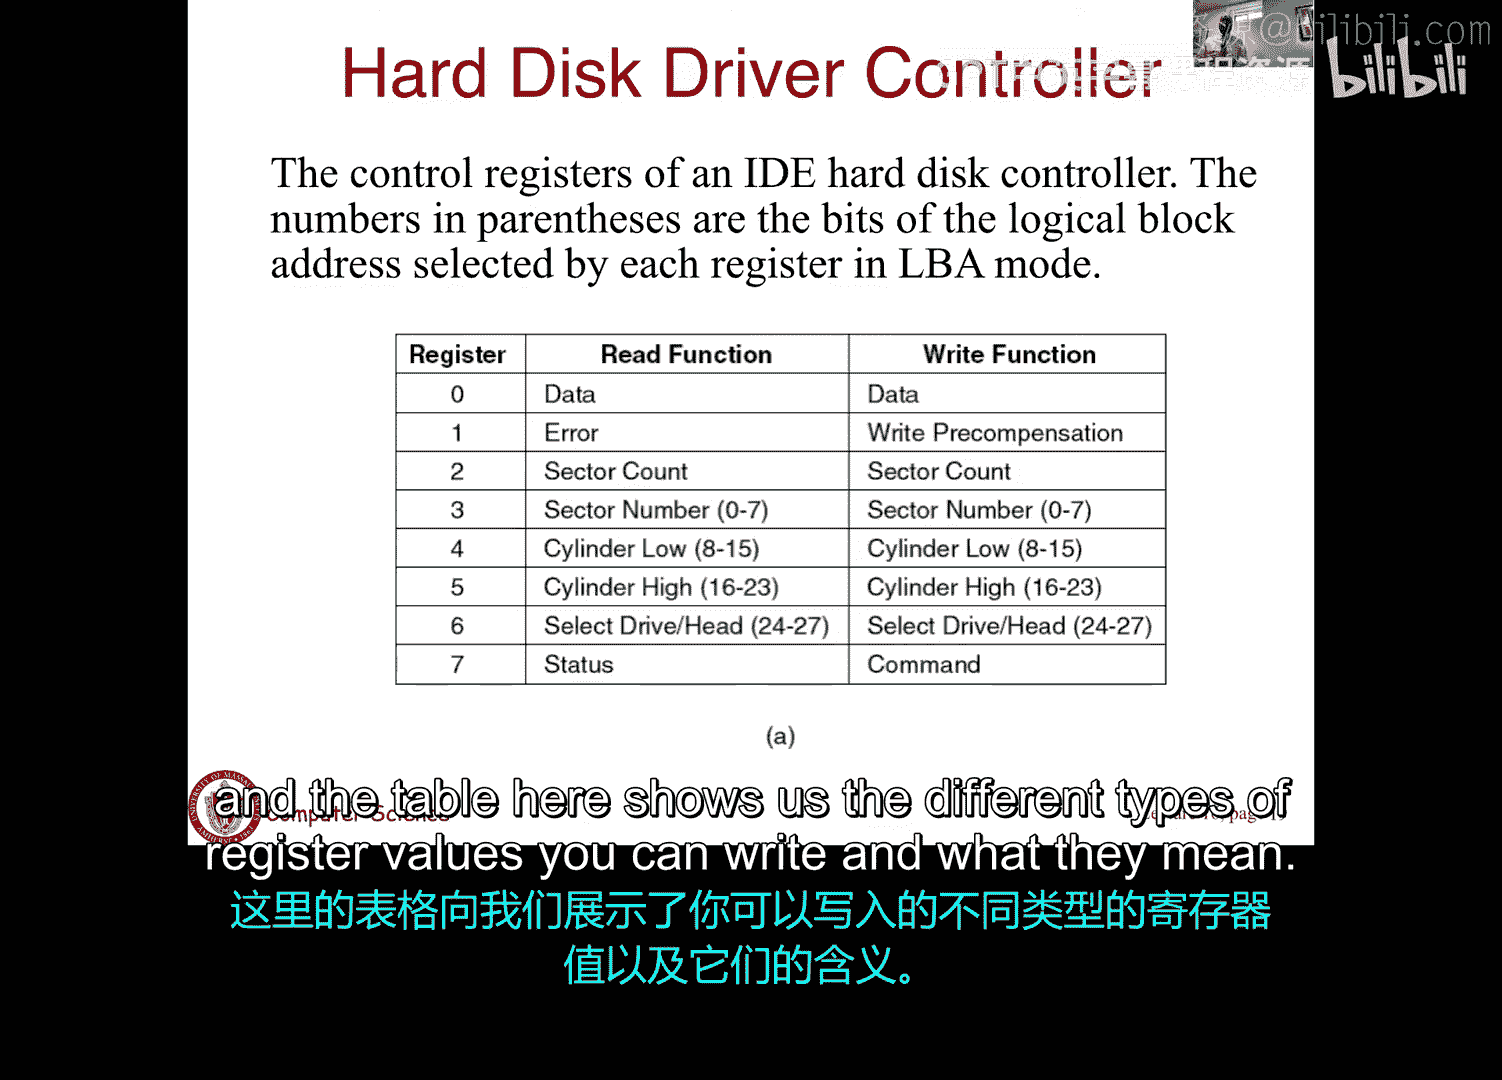 Hard Disk Driver Controller
@bilibili.com
bilibili
The control registers of an IDE hard disk controller. The
numbers in parentheses are the bits of the logical block
address selected by each register in LBA mode.
Register Read Function Write Function
0 Data Data
1 Error Write Precompensation
2 Sector Count Sector Count
3 Sector Number (0-7) Sector Number (0-7)
4 Cylinder Low (8-15) Cylinder Low (8-15)
5 Cylinder High (16-23) Cylinder High (16-23)
6 Select Drive/Head (24-27) Select Drive/Head (24-27)
7 Status Command
(a)
Computer Science
and the table here shows us the different types of
register values you can write and what they mean.
这里的表格向我们展示了你可以写入的不同类型的寄存器
值以及它们的含义。